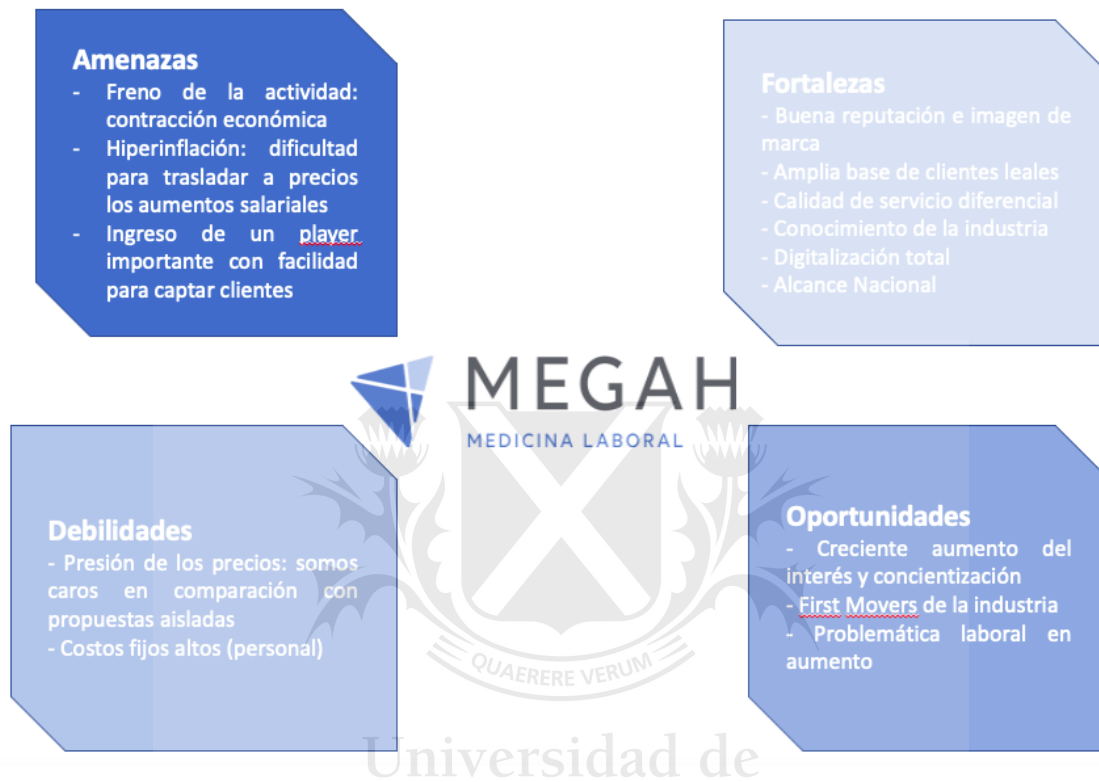 Amenazas
- Freno de la actividad:
contracción económica
- Hiperinflación: dificultad
para trasladar a precios
los aumentos salariales
- Ingreso de un player
importante con facilidad
para captar clientes
Fortalezas
- Buena reputación e imagen de
marca
- Amplia base de clientes leales
- Calidad de servicio diferencial
- Conocimiento de la industria
- Digitalización total
- Alcance Nacional
MEGAH
MEDICINA LABORAL
Debilidades
- Presión de los precios: somos
caros en comparación con
propuestas aisladas
- Costos fijos altos (personal)
Oportunidades
- Creciente aumento del
interés y concientización
- First Movers de la industria
- Problemática laboral en
aumento
QUAERERE VERUM
Universidad de